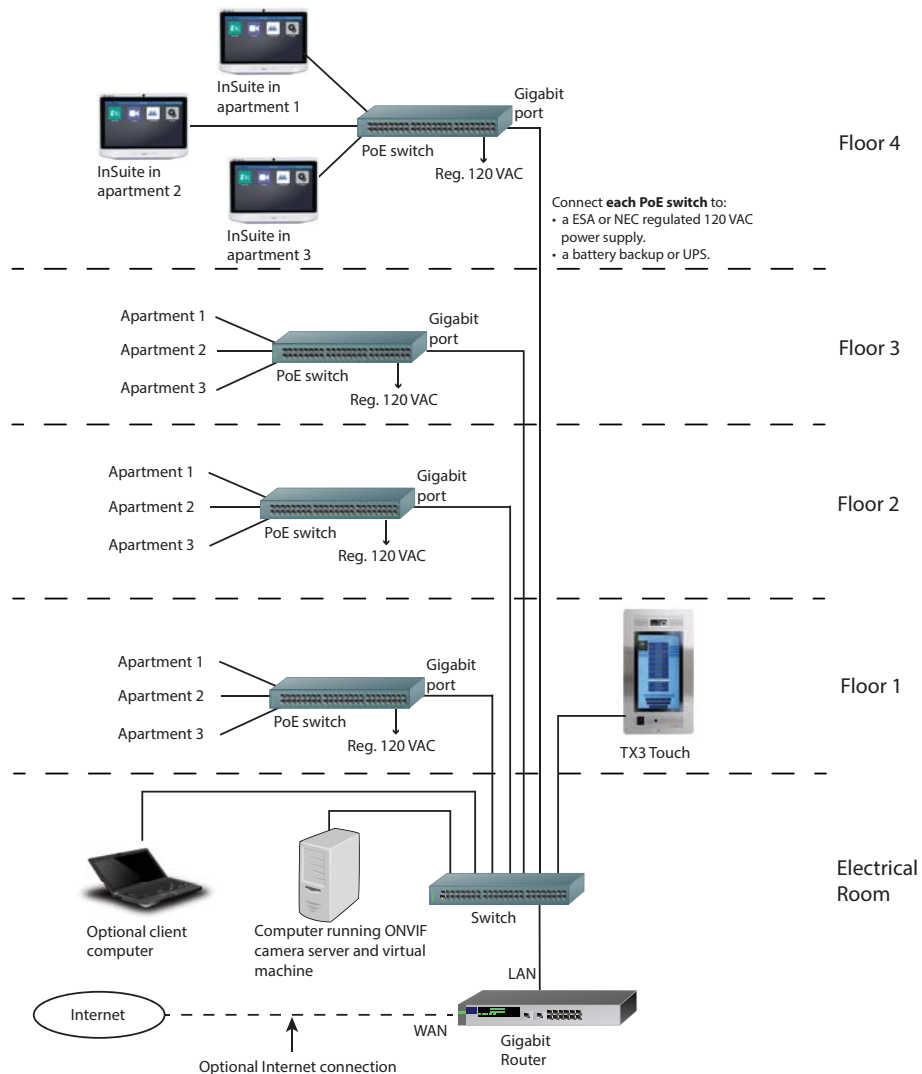 InSuite in
apartment 1
InSuite in
apartment 2
InSuite in
apartment 3
PoE switch
Gigabit
port
Reg. 120 VAC
Floor 4
Connect each PoE switch to:
• a ESA or NEC regulated 120 VAC
power supply.
• a battery backup or UPS.
Apartment 1
Apartment 2
Apartment 3
PoE switch
Gigabit
port
Reg. 120 VAC
Floor 3
Apartment 1
Apartment 2
Apartment 3
PoE switch
Gigabit
port
Reg. 120 VAC
Floor 2
Apartment 1
Apartment 2
Apartment 3
PoE switch
Gigabit
port
Reg. 120 VAC
TX3 Touch
Floor 1
Optional client
computer
Computer running ONVIF
camera server and virtual
machine
Switch
Electrical
Room
LAN
Internet
WAN
Gigabit
Router
Optional Internet connection